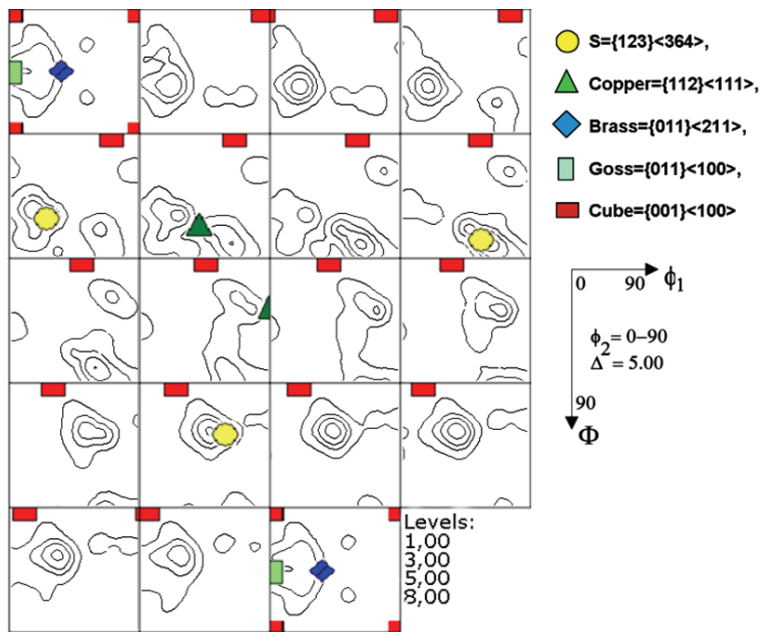 S={123}<364>,
Copper={112}<111>,
Brass={011}<211>,
Goss={011}<100>,
Cube={001}<100>
0 90 ϕ1
ϕ2 = 0–90
Δ = 5.00
90
Φ
Levels:
1,00
3,00
5,00
8,00